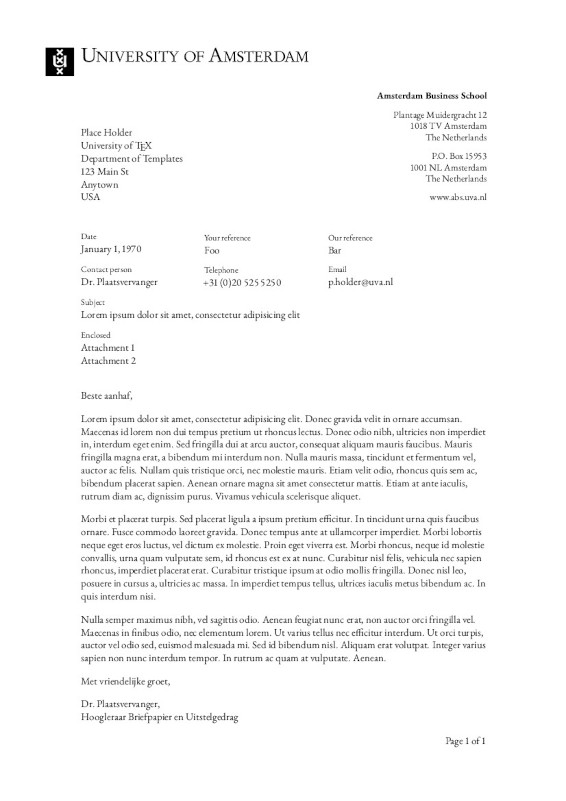 UNIVERSITY OF AMSTERDAM
Amsterdam Business School
Plantage Muidergracht 12
1018 TV Amsterdam
The Netherlands
P.O. Box 15953
1001 NL Amsterdam
The Netherlands
www.abs.uva.nl
Place Holder
University of TEX
Department of Templates
123 Main St
Anytown
USA
Date
January 1, 1970
Your reference
Foo
Our reference
Bar
Contact person
Dr. Plaatsvervanger
Telephone
+31 (0)20 525 5250
Email
p.holder@uva.nl
Subject
Lorem ipsum dolor sit amet, consectetur adipisicing elit
Enclosed
Attachment 1
Attachment 2
Beste aanhaf,
Lorem ipsum dolor sit amet, consectetur adipisicing elit. Donec gravida velit in ornare accumsan.
Maecenas id lorem non dui tempus pretium ut rhoncus lectus. Donec odio nibh, ultricies non imperdiet
in, interdum eget enim. Sed fringilla dui at arcu auctor, consequat aliquam mauris faucibus. Mauris
fringilla magna erat, a bibendum mi interdum non. Nulla mauris massa, tincidunt et fermentum vel,
auctor ac felis. Nullam quis tristique orci, nec molestie mauris. Etiam velit odio, rhoncus quis sem ac,
bibendum placerat sapien. Aenean ornare magna sit amet consectetur mattis. Etiam at ante iaculis,
rutrum diam ac, dignissim purus. Vivamus vehicula scelerisque aliquet.
Morbi et placerat turpis. Sed placerat ligula a ipsum pretium efficitur. In tincidunt urna quis faucibus
ornare. Fusce commodo laoreet gravida. Donec tempus ante at ullamcorper imperdiet. Morbi lobortis
neque eget eros luctus, vel dictum ex molestie. Proin eget viverra est. Morbi rhoncus, neque id molestie
convallis, urna quam vulputate sem, id rhoncus est ex at nunc. Curabitur nisl felis, vehicula nec sapien
rhoncus, imperdiet placerat erat. Curabitur tristique ipsum at odio mollis fringilla. Donec nisl leo,
posuere in cursus a, ultricies ac massa. In imperdiet tempus tellus, ultrices iaculis metus bibendum ac. In
quis interdum nisi.
Nulla semper maximus nibh, vel sagittis odio. Aenean feugiat nunc erat, non auctor orci fringilla vel.
Maecenas in finibus odio, nec elementum lorem. Ut varius tellus nec efficitur interdum. Ut orci turpis,
auctor vel odio sed, euismod malesuada mi. Sed id bibendum nisl. Aliquam erat volutpat. Integer varius
sapien non nunc interdum tempor. In rutrum ac quam at vulputate. Aenean.
Met vriendelijke groet,
Dr. Plaatsvervanger,
Hoogleraar Briefpapier en Uitstelgedrag
Page 1 of 1